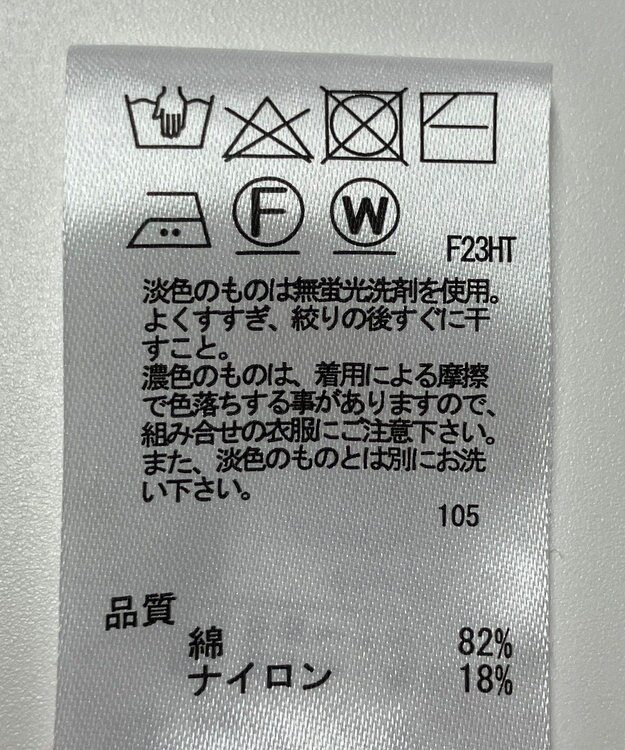 F W F23HT
淡色のものは無蛍光洗剤を使用。
よくすすぎ、絞りの後すぐに干
すこと。
濃色のものは、着用による摩擦
で色落ちする事がありますので、
組み合せの衣服にご注意下さい。
また、淡色のものとは別にお洗
い下さい。
105
品質
綿 82%
ナイロン 18%